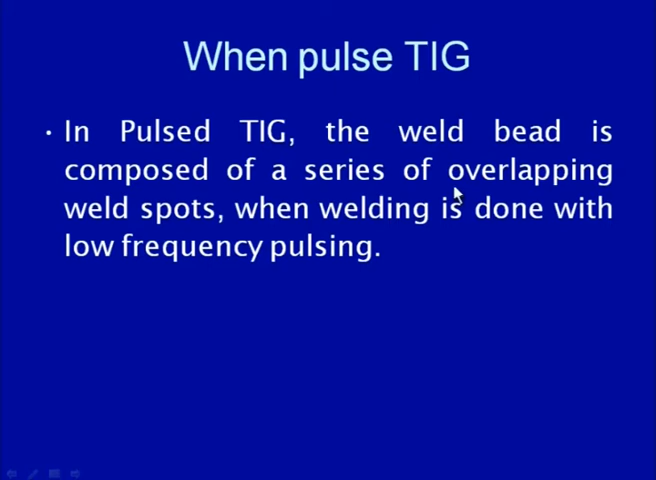 When pulse TIG
• In Pulsed TIG, the weld bead is
composed of a series of overlapping
weld spots, when welding is done with
low frequency pulsing.